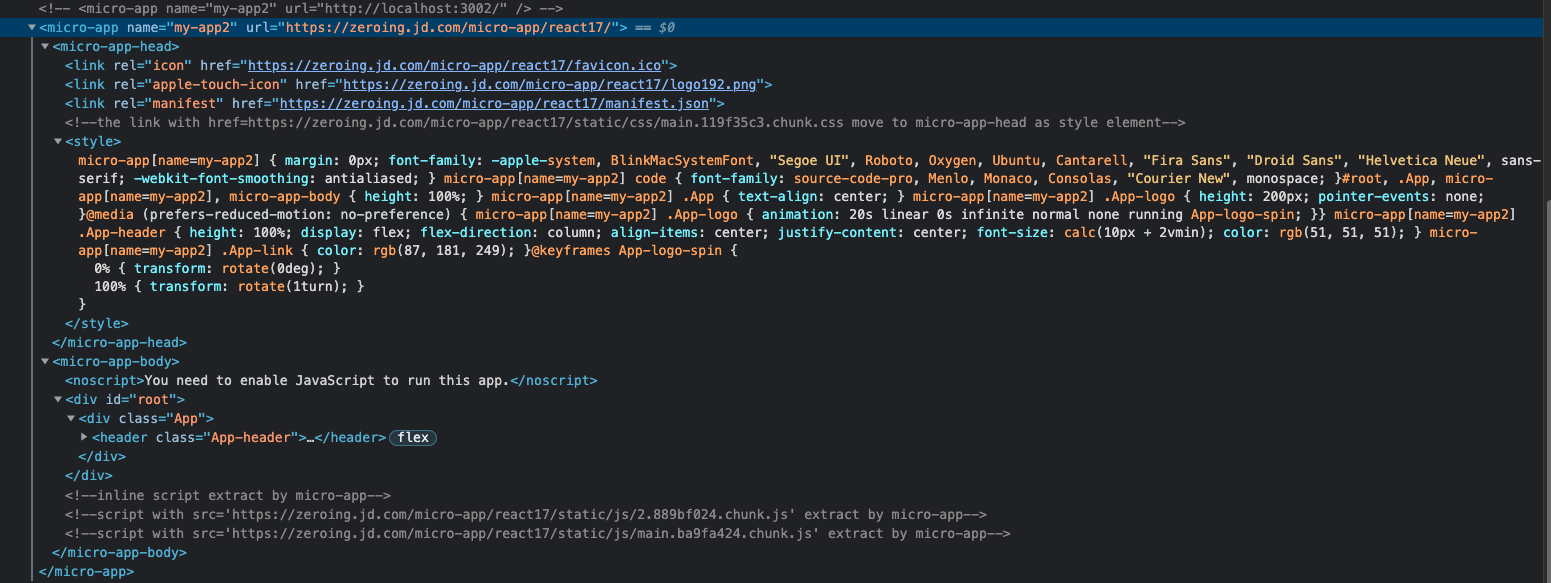 <!-- <micro-app name="my-app2" url="http://localhost:3002/" /> -->
<micro-app name="my-app2" url="https://zeroing.jd.com/micro-app/react17/"> == $0
<micro-app-head>
<link rel="icon" href="https://zeroing.jd.com/micro-app/react17/favicon.ico">
<link rel="apple-touch-icon" href="https://zeroing.jd.com/micro-app/react17/logo192.png">
<link rel="manifest" href="https://zeroing.jd.com/micro-app/react17/manifest.json">
<!--the link with href=https://zeroing.jd.com/micro-app/react17/static/css/main.119f35c3.chunk.css move to micro-app-head as style element-->
<style>
micro-app[name=my-app2] { margin: 0px; font-family: -apple-system, BlinkMacSystemFont, "Segoe UI", Roboto, Oxygen, Ubuntu, Cantarell, "Fira Sans", "Droid Sans", "Helvetica Neue", sans-
serif; -webkit-font-smoothing: antialiased; } micro-app[name=my-app2] code { font-family: source-code-pro, Menlo, Monaco, Consolas, "Courier New", monospace; }#root, .App, micro-
app[name=my-app2], micro-app-body { height: 100%; } micro-app[name=my-app2] .App { text-align: center; } micro-app[name=my-app2] .App-logo { height: 200px; pointer-events: none;
}@media (prefers-reduced-motion: no-preference) { micro-app[name=my-app2] .App-logo { animation: 20s linear 0s infinite normal none running App-logo-spin; }} micro-app[name=my-app2]
.App-header { height: 100%; display: flex; flex-direction: column; align-items: center; justify-content: center; font-size: calc(10px + 2vmin); color: rgb(51, 51, 51); } micro-
app[name=my-app2] .App-link { color: rgb(87, 181, 249); }@keyframes App-logo-spin {
0% { transform: rotate(0deg); }
100% { transform: rotate(1turn); }
}
</style>
</micro-app-head>
<micro-app-body>
<noscript>You need to enable JavaScript to run this app.</noscript>
<div id="root">
<div class="App">
<header class="App-header">…</header> flex
</div>
</div>
<!--inline script extract by micro-app-->
<!--script with src='https://zeroing.jd.com/micro-app/react17/static/js/2.889bf024.chunk.js' extract by micro-app-->
<!--script with src='https://zeroing.jd.com/micro-app/react17/static/js/main.ba9fa424.chunk.js' extract by micro-app-->
</micro-app-body>
</micro-app>